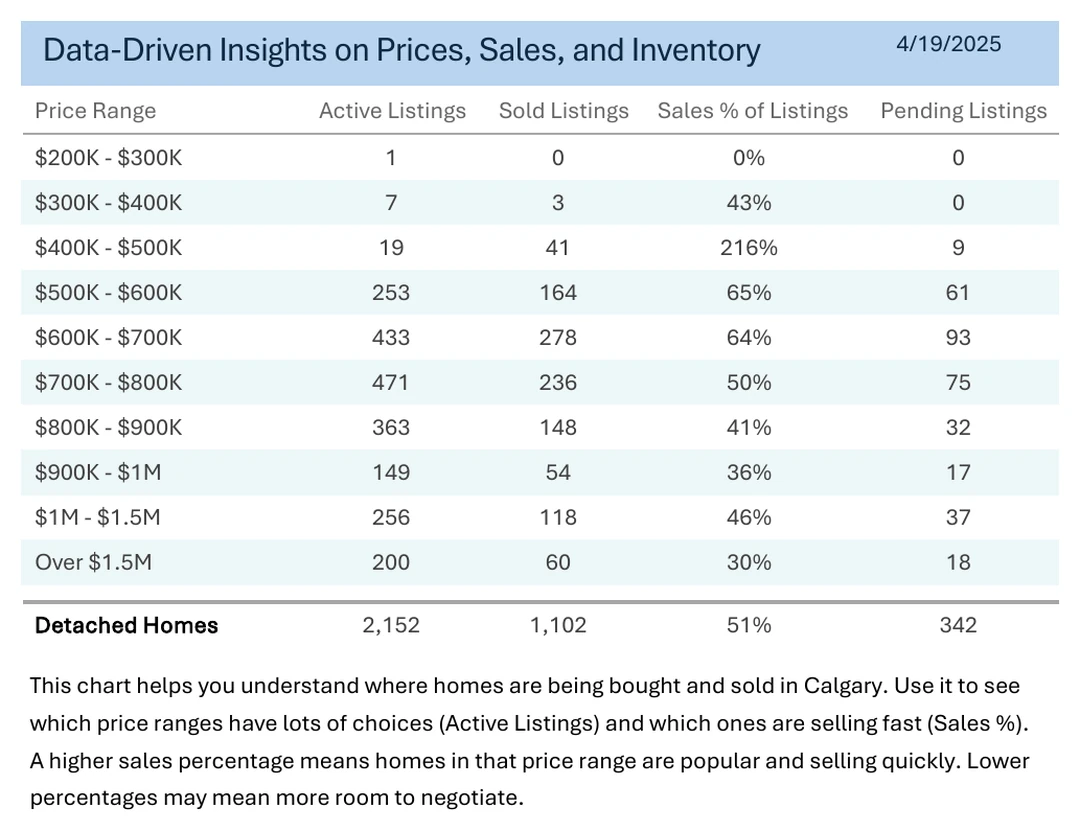 Data-Driven Insights on Prices, Sales, and Inventory 4/19/2025
Price Range Active Listings Sold Listings Sales % of Listings Pending Listings
$200K - $300K 1 0 0% 0
$300K - $400K 7 3 43% 0
$400K - $500K 19 41 216% 9
$500K - $600K 253 164 65% 61
$600K - $700K 433 278 64% 93
$700K - $800K 471 236 50% 75
$800K - $900K 363 148 41% 32
$900K - $1M 149 54 36% 17
$1M - $1.5M 256 118 46% 37
Over $1.5M 200 60 30% 18
Detached Homes 2,152 1,102 51% 342
This chart helps you understand where homes are being bought and sold in Calgary. Use it to see
which price ranges have lots of choices (Active Listings) and which ones are selling fast (Sales %).
A higher sales percentage means homes in that price range are popular and selling quickly. Lower
percentages may mean more room to negotiate.